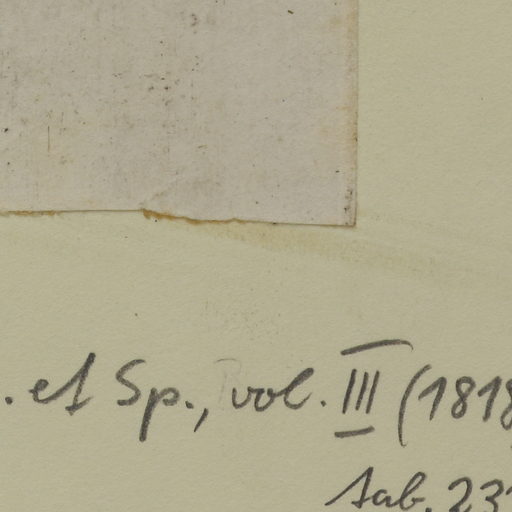 . et Sp., vol. III (1818
tab. 23